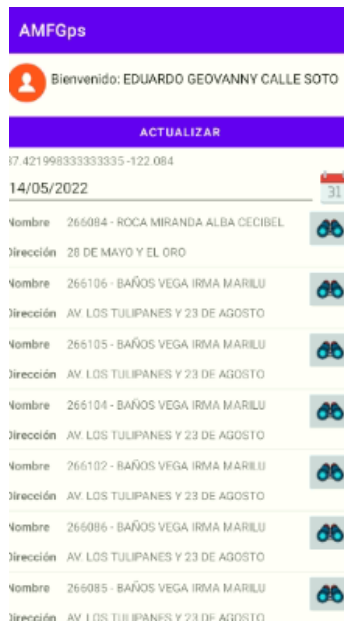 AMFGps
Bienvenido: EDUARDO GEOVANNY CALLE SOTO
ACTUALIZAR
37.421998333333335 -122.084
14/05/2022
31
Nombre 266084 - ROCA MIRANDA ALBA CECIBEL
Dirección 28 DE MAYO Y EL ORO
Nombre 266106 - BAÑOS VEGA IRMA MARILU
Dirección AV. LOS TULIPANES Y 23 DE AGOSTO
Nombre 266105 - BAÑOS VEGA IRMA MARILU
Dirección AV. LOS TULIPANES Y 23 DE AGOSTO
Nombre 266104 - BAÑOS VEGA IRMA MARILU
Dirección AV. LOS TULIPANES Y 23 DE AGOSTO
Nombre 266102 - BAÑOS VEGA IRMA MARILU
Dirección AV. LOS TULIPANES Y 23 DE AGOSTO
Nombre 266086 - BAÑOS VEGA IRMA MARILU
Dirección AV. LOS TULIPANES Y 23 DE AGOSTO
Nombre 266085 - BAÑOS VEGA IRMA MARILU
Dirección AV. LOS TULIPANES Y 23 DE AGOSTO